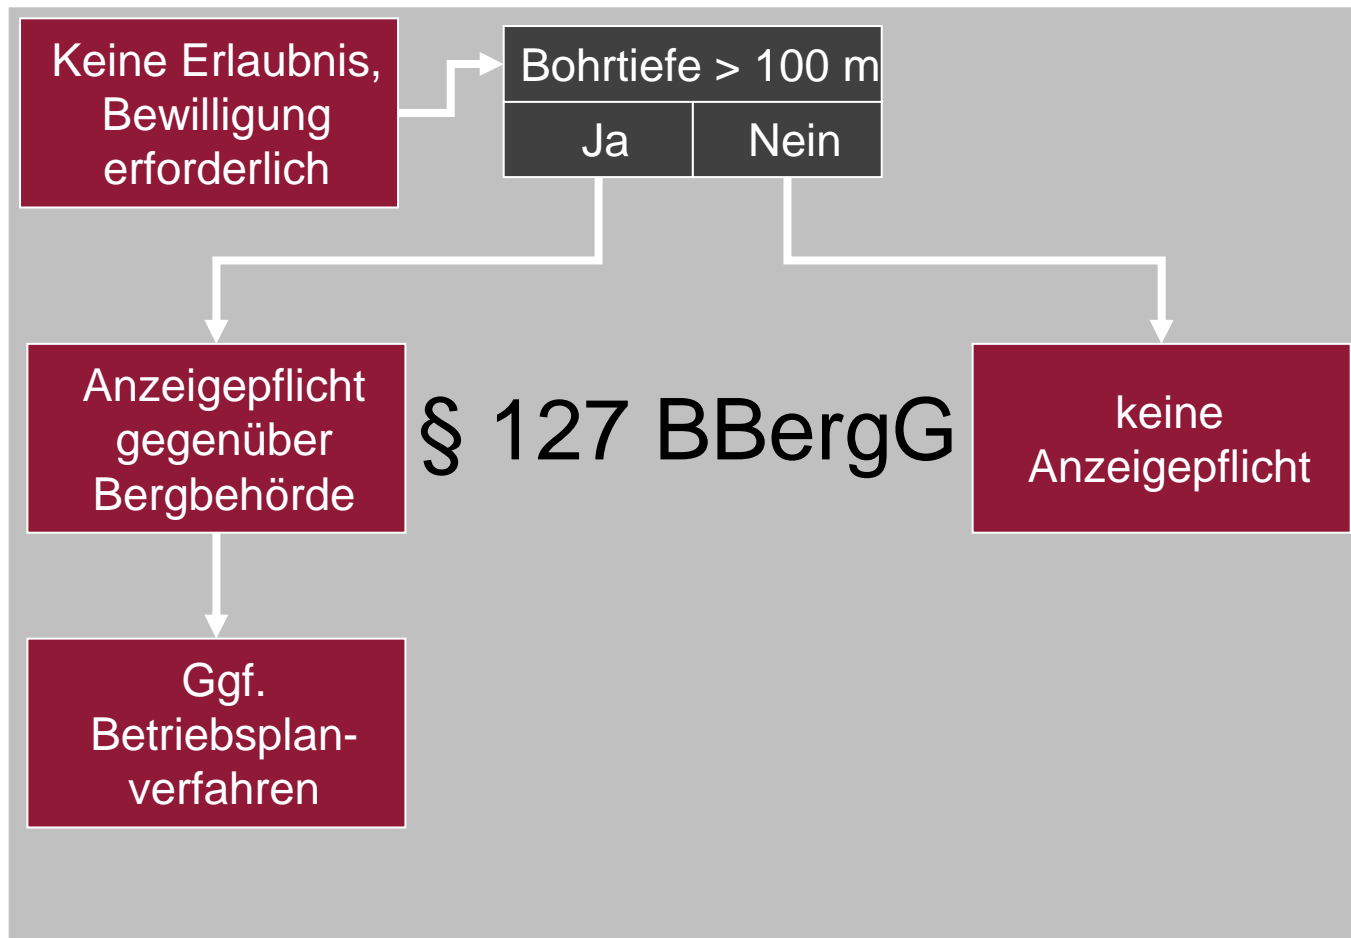 Keine Erlaubnis,
Bewilligung
erforderlich
Bohrtiefe > 100 m
Ja
Nein
Anzeigepflicht
gegenüber
Bergbehörde
§ 127 BBergG
keine
Anzeigepflicht
Ggf.
Betriebsplan-
verfahren